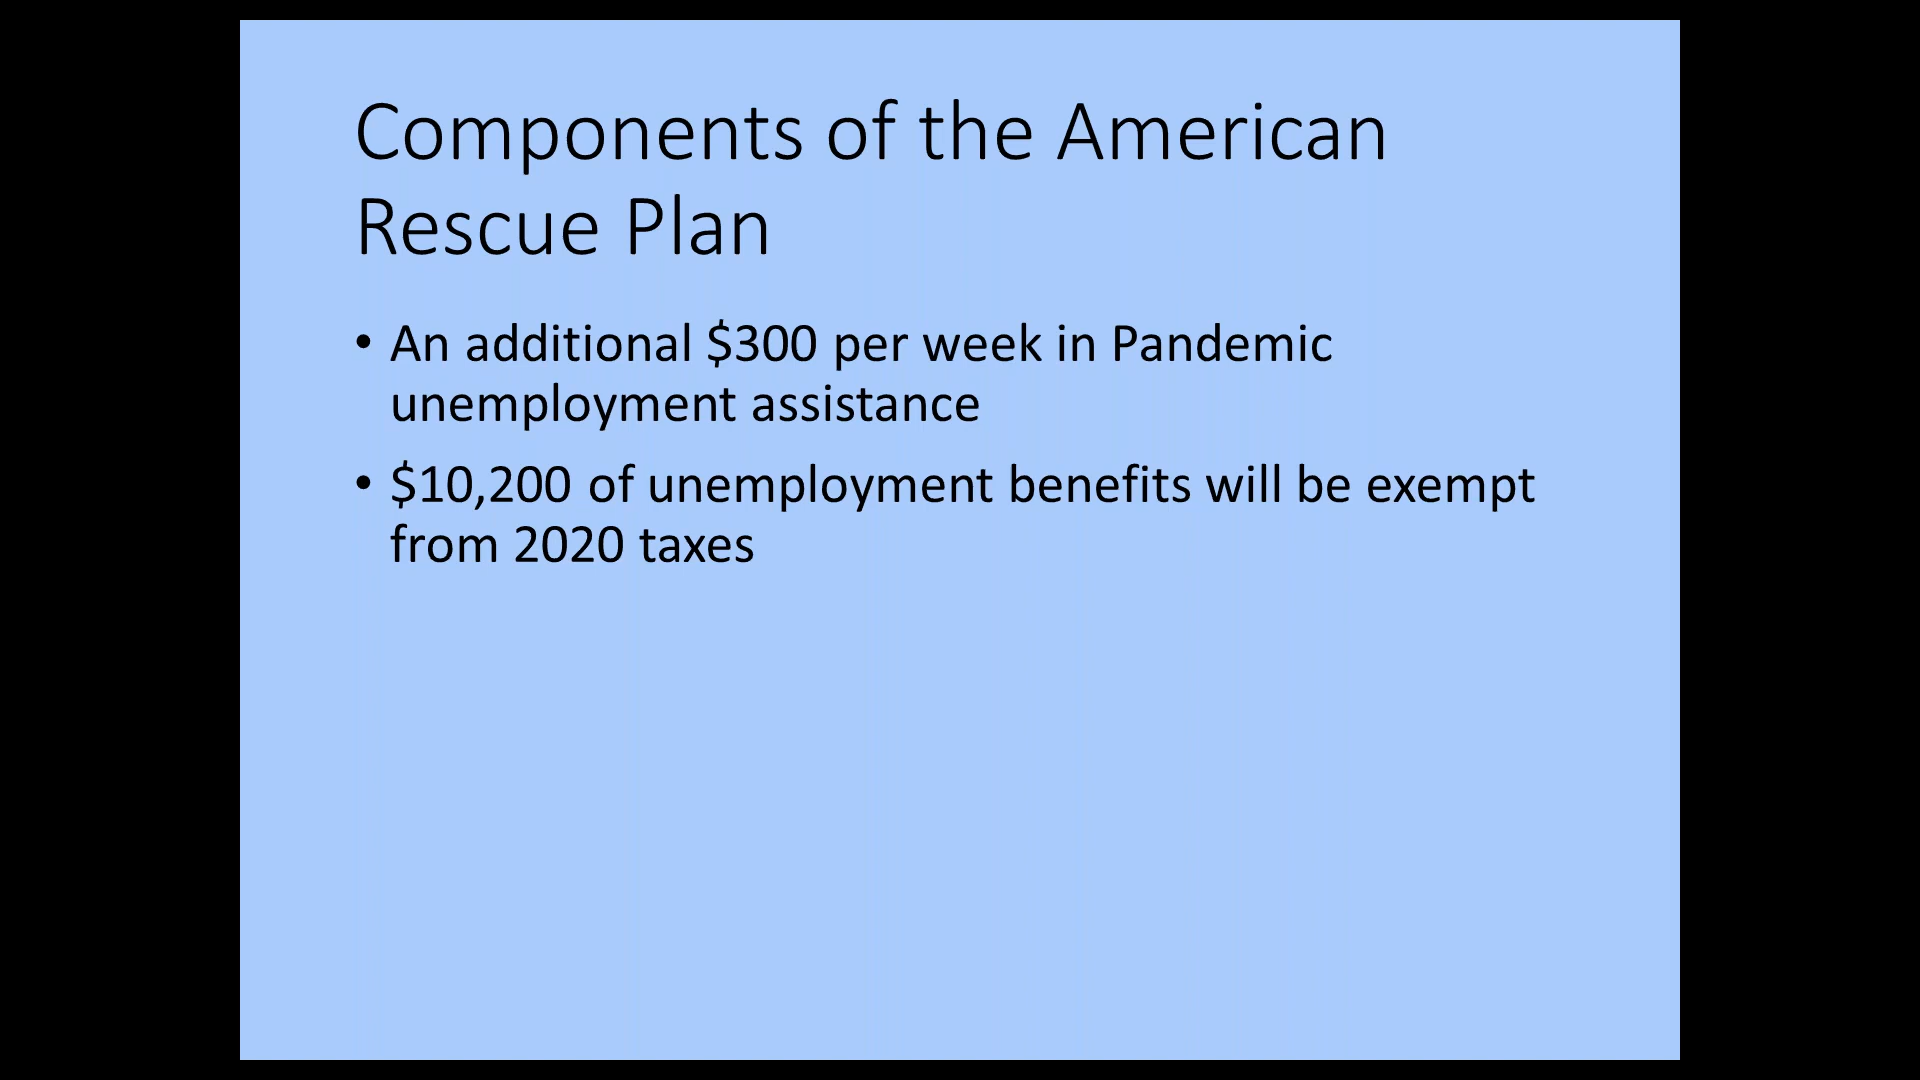 Components of the American
Rescue Plan
• An additional $300 per week in Pandemic
unemployment assistance
• $10,200 of unemployment benefits will be exempt
from 2020 taxes